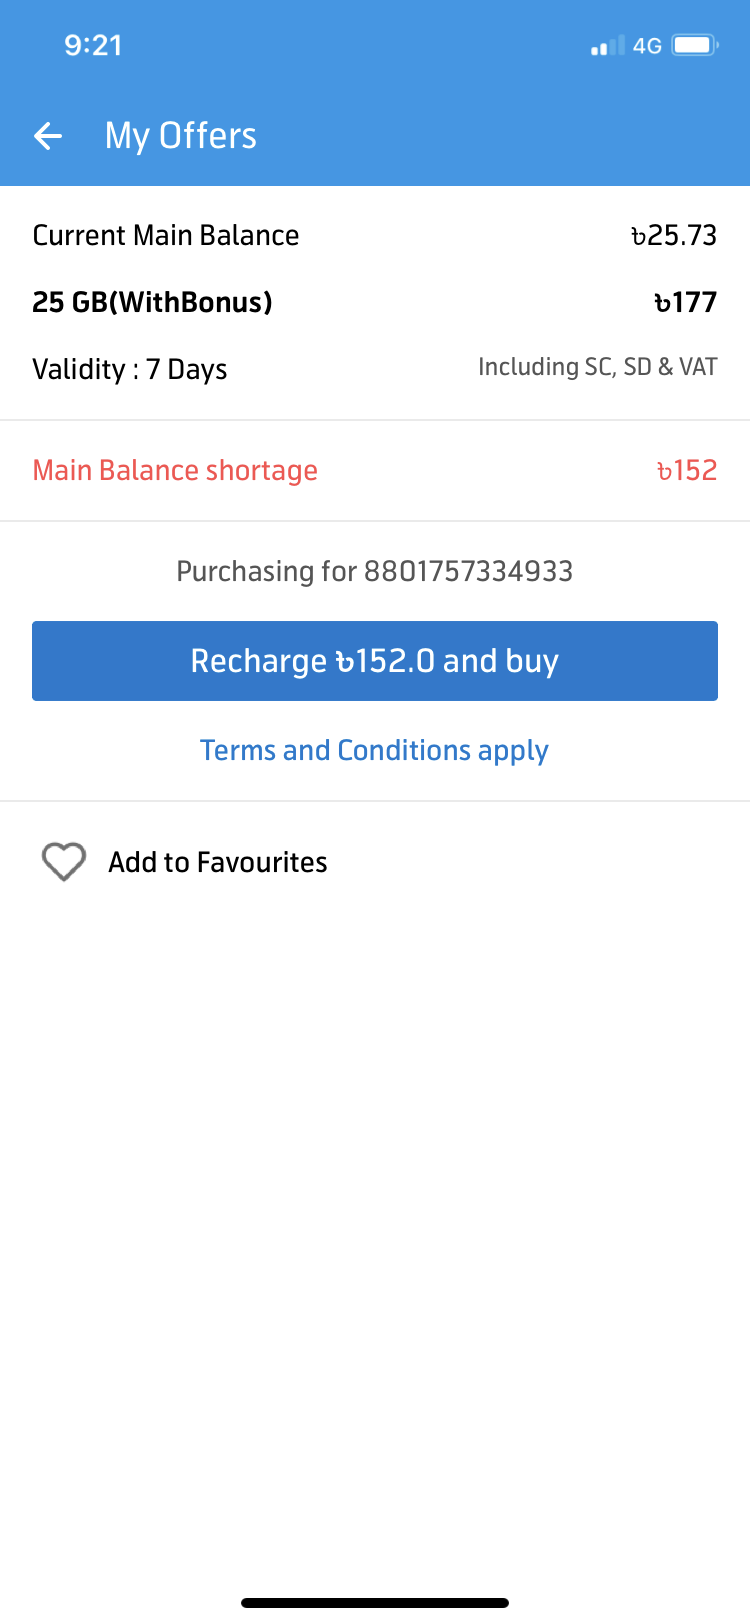 9:21
4G
My Offers
Current Main Balance ৳25.73
25 GB(WithBonus) ৳177
Validity : 7 Days Including SC, SD & VAT
Main Balance shortage ৳152
Purchasing for 8801757334933
Recharge ৳152.0 and buy
Terms and Conditions apply
Add to Favourites